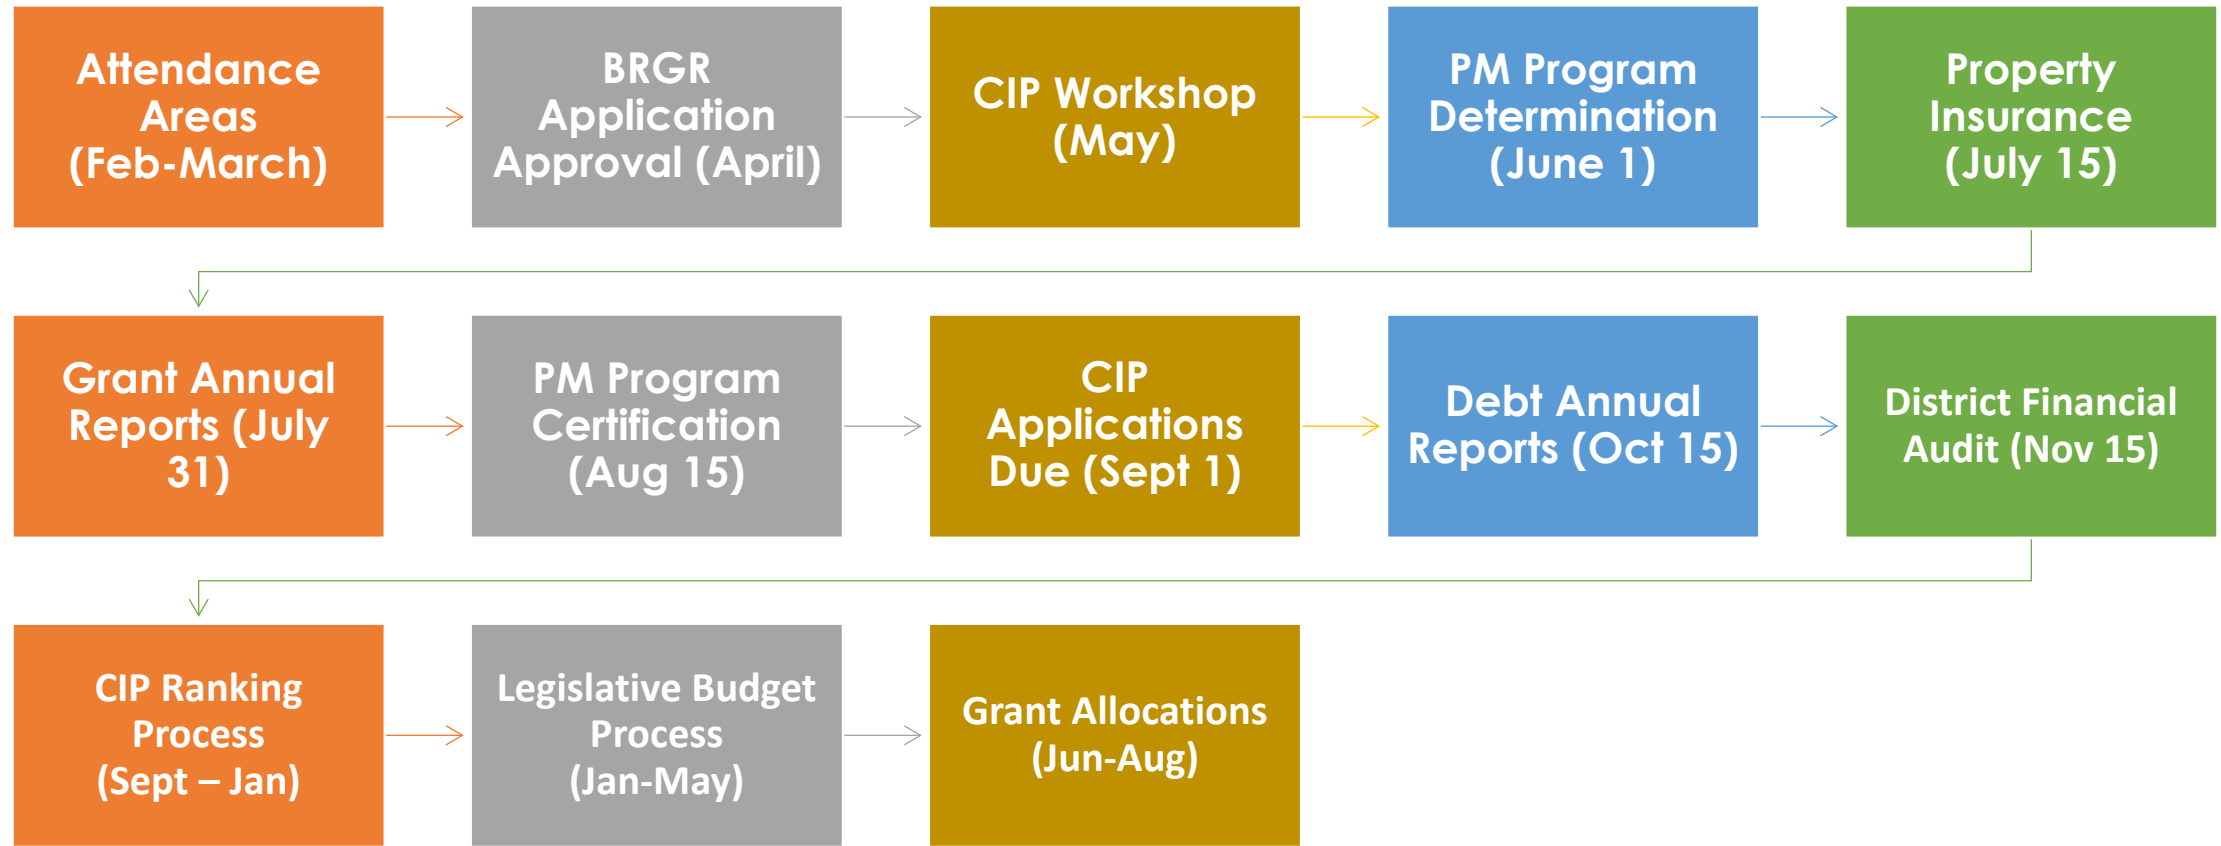 Attendance
Areas
(Feb-March)
BRGR
Application
Approval (April)
CIP Workshop
(May)
PM Program
Determination
(June 1)
Property
Insurance
(July 15)
Grant Annual
Reports (July
31)
PM Program
Certification
(Aug 15)
CIP
Applications
Due (Sept 1)
Debt Annual
Reports (Oct 15)
District Financial
Audit (Nov 15)
CIP Ranking
Process
(Sept – Jan)
Legislative Budget
Process
(Jan-May)
Grant Allocations
(Jun-Aug)